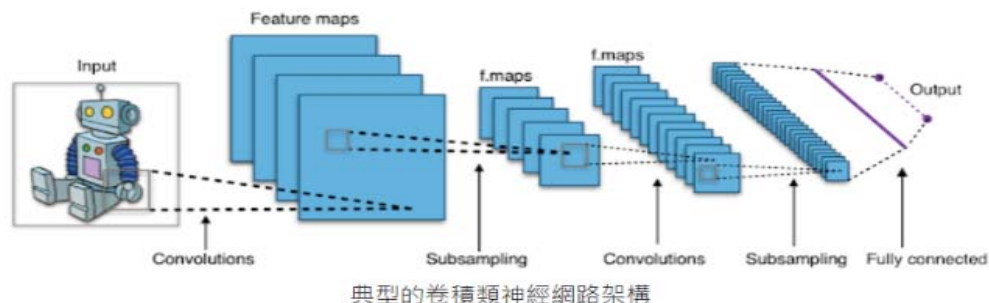 Feature maps
Input
f.maps
f.maps
Output
Convolutions
Subsampling
Convolutions
Subsampling
Fully connected
典型的卷積類神經網路架構